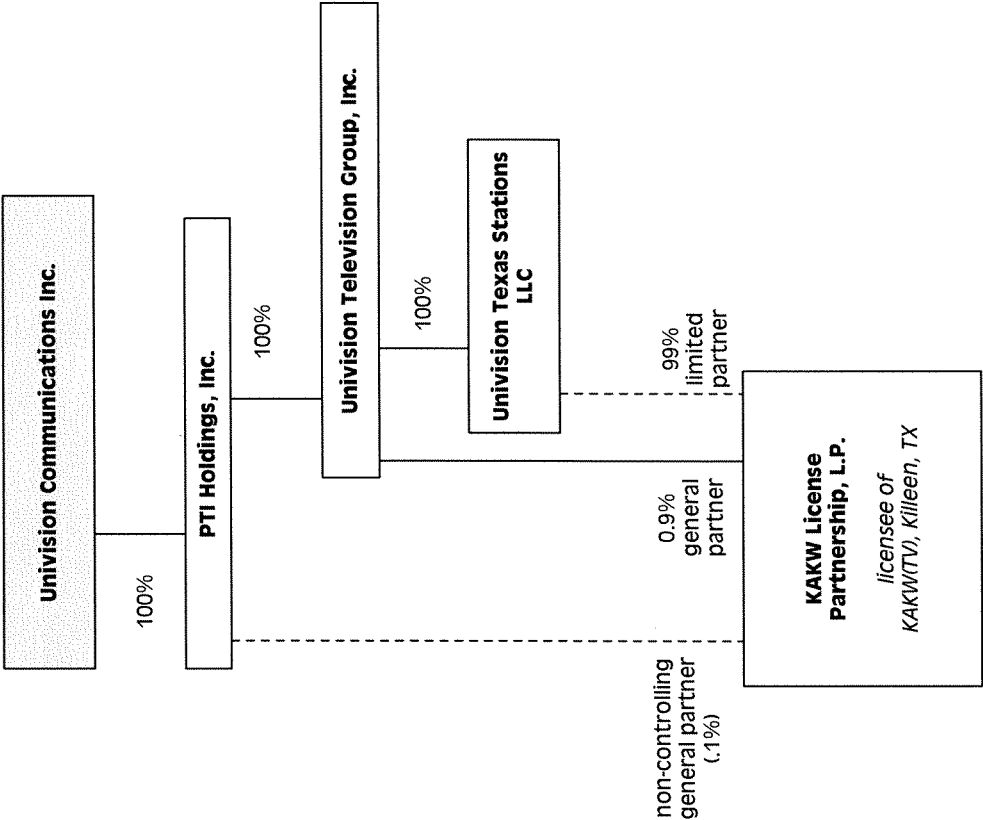 Univision Communications Inc.
100%
PTI Holdings, Inc.
100%
Univision Television Group, Inc.
100%
Univision Texas Stations
LLC
non-controlling
general partner
(.1%)
0.9%
general
partner
99%
limited
partner
KAKW License
Partnership, L.P.
licensee of
KAKW(TV), Killeen, TX